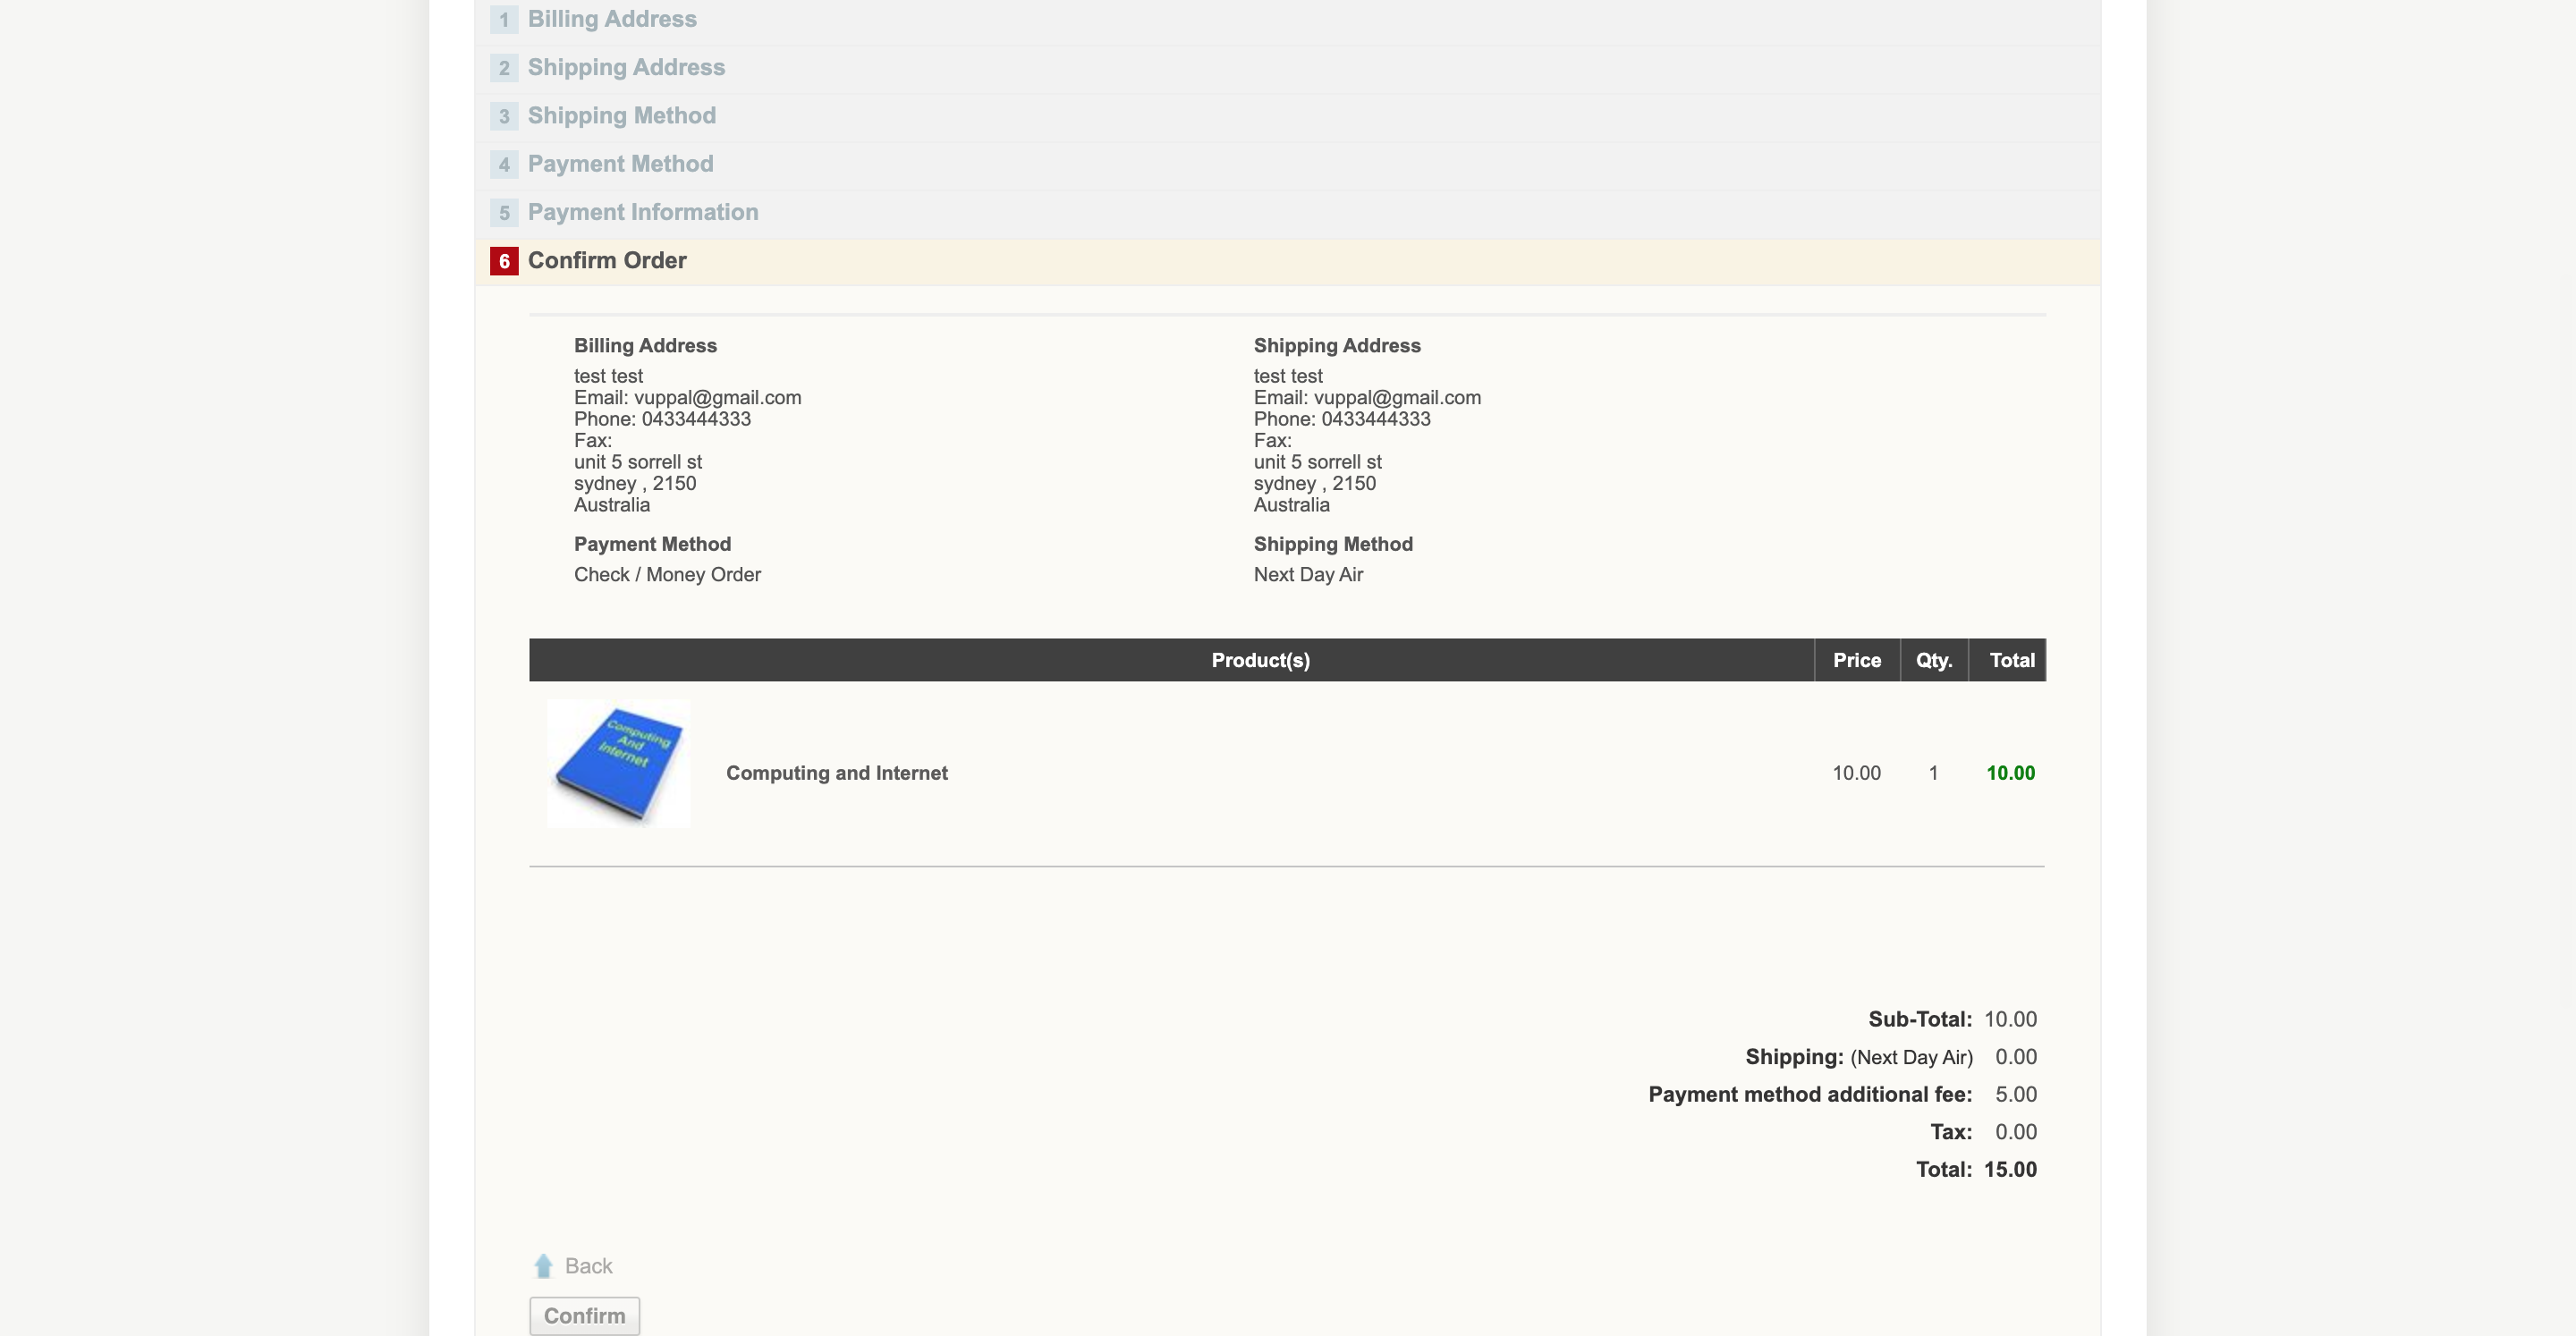 1 Billing Address
2 Shipping Address
3 Shipping Method
4 Payment Method
5 Payment Information
6 Confirm Order
Billing Address
test test
Email: vuppal@gmail.com
Phone: 0433444333
Fax:
unit 5 sorrell st
sydney , 2150
Australia
Payment Method
Check / Money Order
Shipping Address
test test
Email: vuppal@gmail.com
Phone: 0433444333
Fax:
unit 5 sorrell st
sydney , 2150
Australia
Shipping Method
Next Day Air
Product(s) Price Qty. Total
Computing
And
Internet
Computing and Internet 10.00 1 10.00
Sub-Total: 10.00
Shipping: (Next Day Air) 0.00
Payment method additional fee: 5.00
Tax: 0.00
Total: 15.00
Back
Confirm